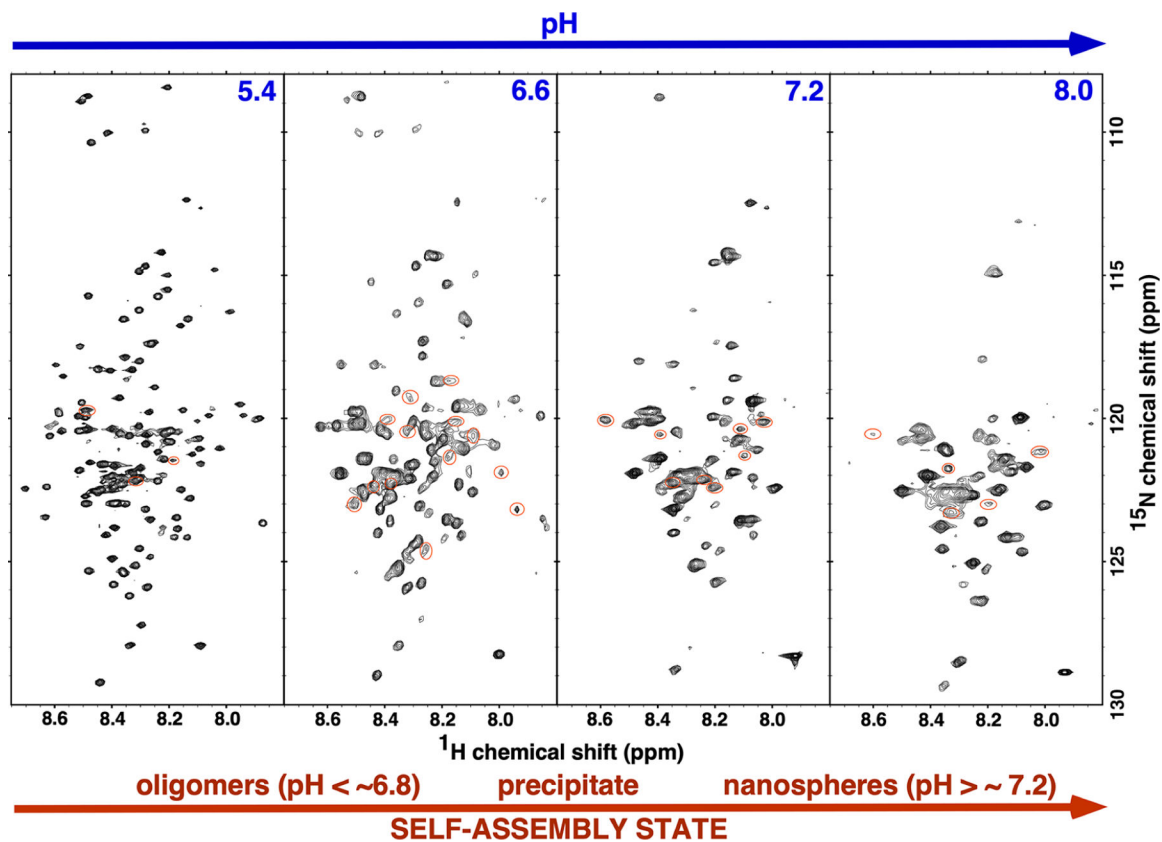 pH
5.4 6.6 7.2 8.0
110
115
120
125
130
15N chemical shift (ppm)
8.6 8.4 8.2 8.0 8.6 8.4 8.2 8.0 8.6 8.4 8.2 8.0 8.6 8.4 8.2 8.0
1H chemical shift (ppm)
oligomers (pH < ~6.8) precipitate nanospheres (pH > ~ 7.2)
SELF-ASSEMBLY STATE